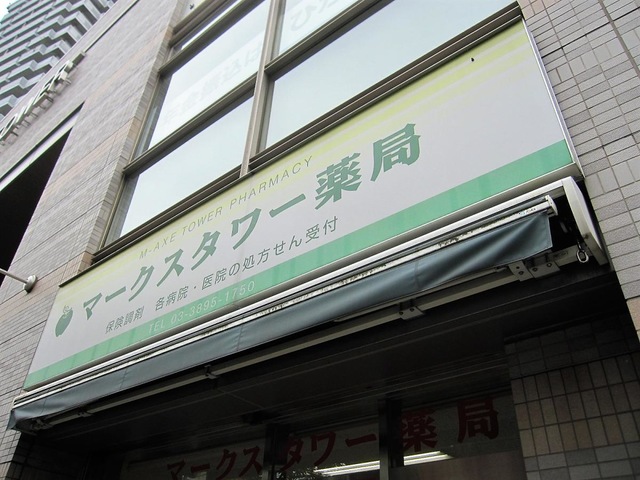 M-AXE TOWER PHARMACY
マークスタワー薬局
保険調剤 各病院・医院の処方せん受付
TEL 03-3895-1750
マークスタワー薬局